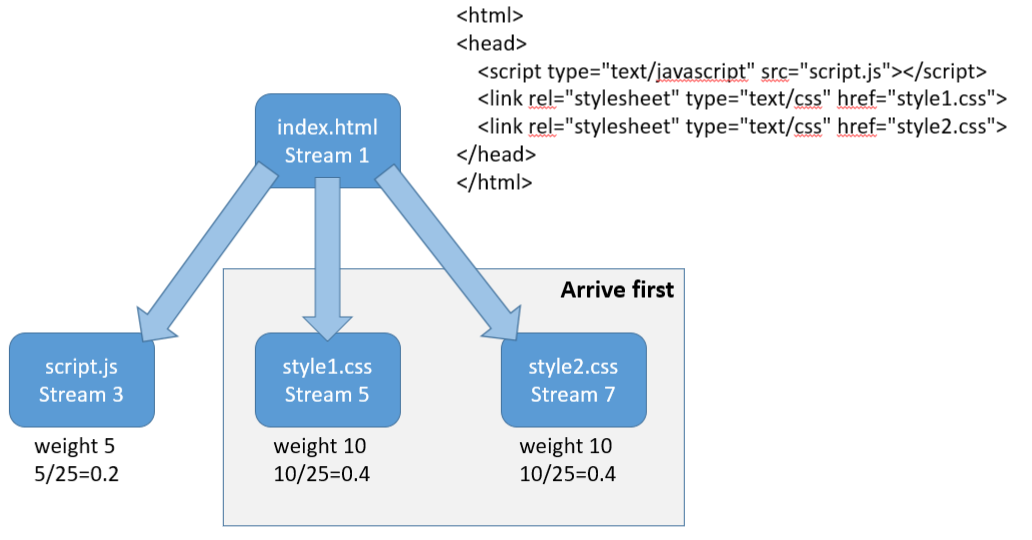 <html>
<head>
<script type="text/javascript" src="script.js"></script>
<link rel="stylesheet" type="text/css" href="style1.css">
<link rel="stylesheet" type="text/css" href="style2.css">
</head>
</html>
index.html
Stream 1
Arrive first
script.js
Stream 3
weight 5
5/25=0.2
style1.css
Stream 5
weight 10
10/25=0.4
style2.css
Stream 7
weight 10
10/25=0.4